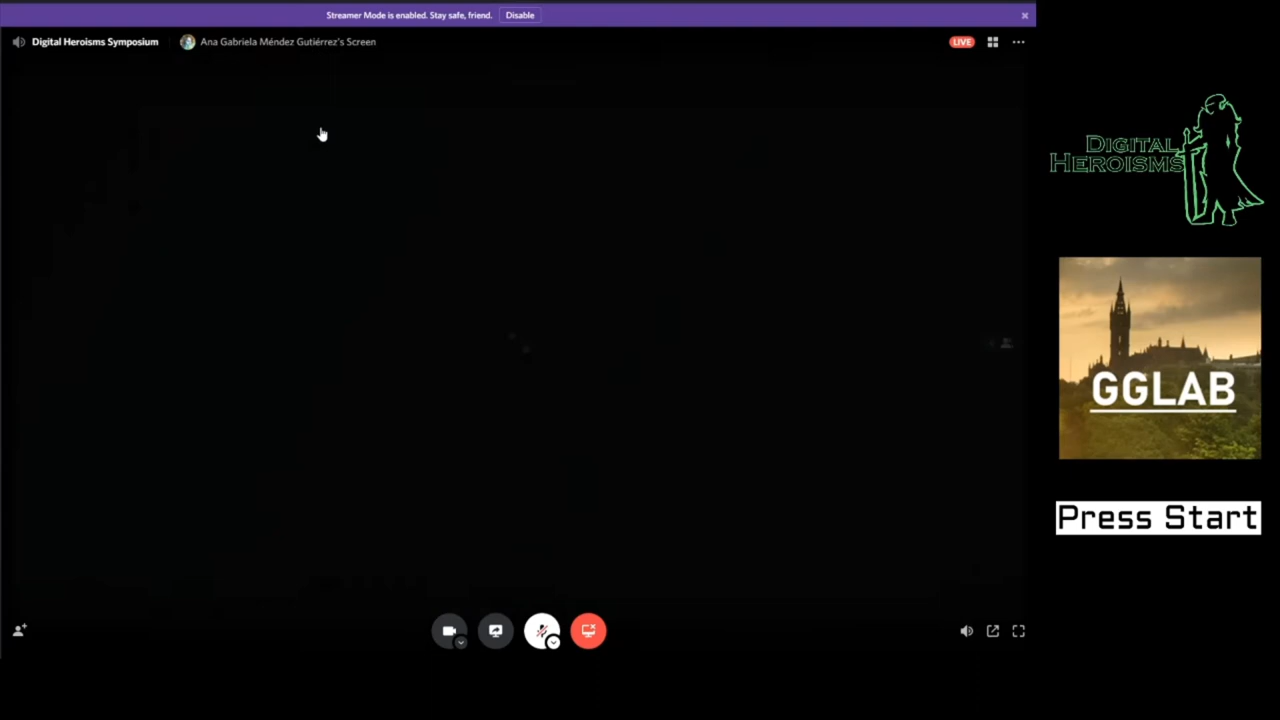 Streamer Mode is enabled. Stay safe, friend. Disable
Digital Heroisms Symposium Ana Gabriela Méndez Gutiérrez's Screen LIVE
DIGITAL
HEROISMS
GGLAB
Press Start